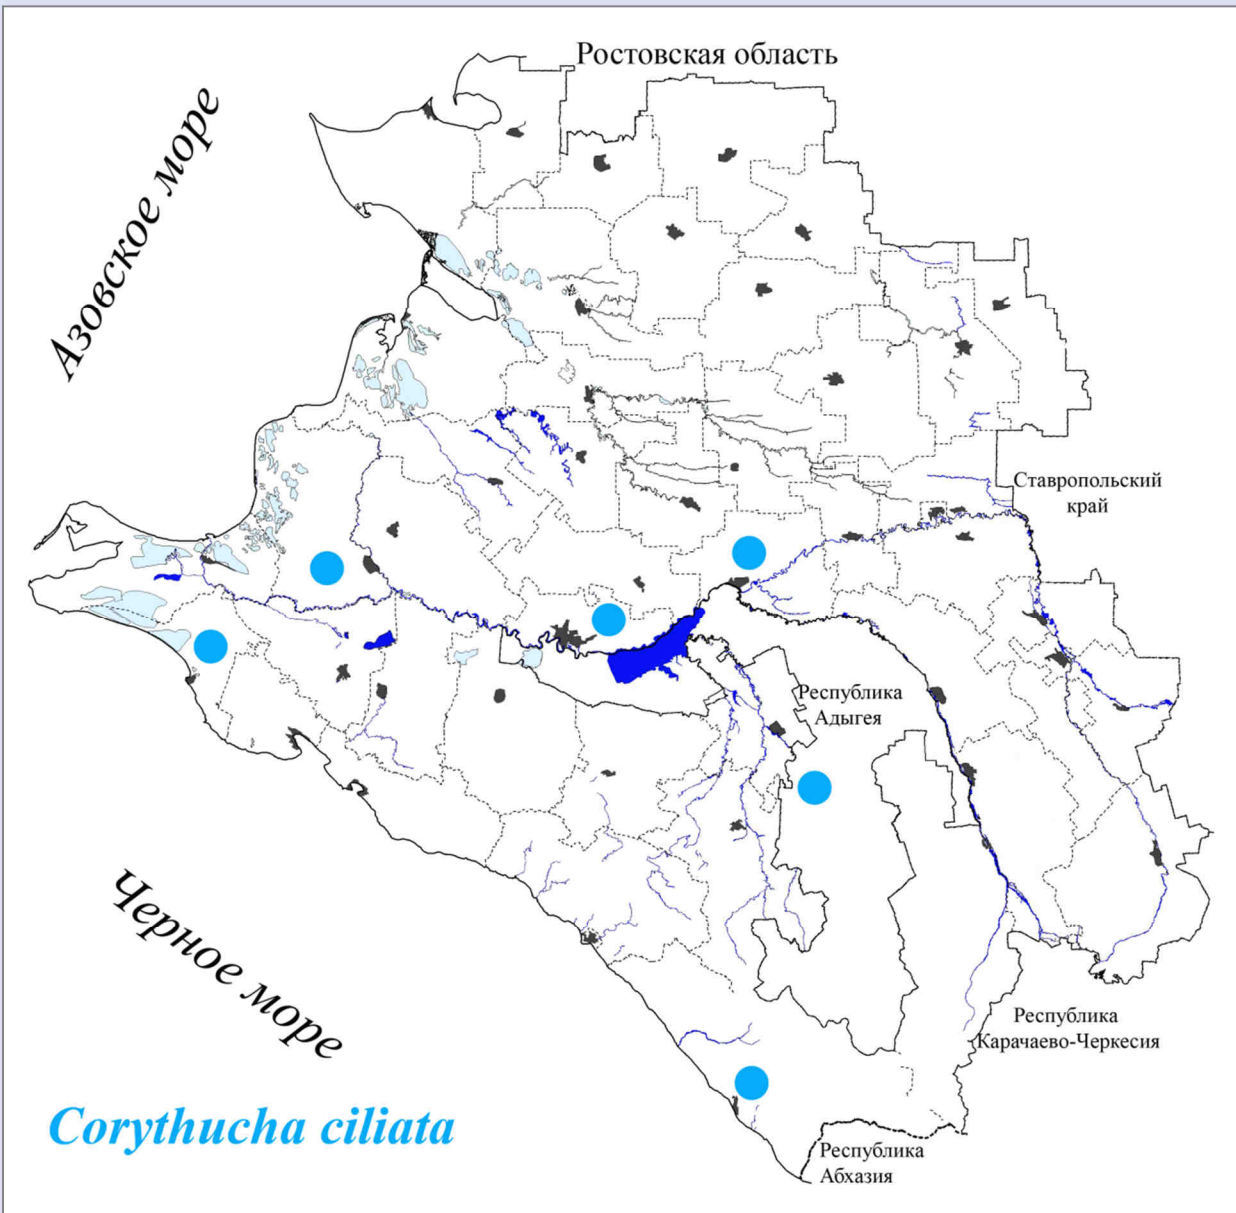 Ростовская область
Азовское море
Ставропольский
край
Республика
Адыгея
Черное море
Республика
Карачаево-Черкесия
Corythucha ciliata
Республика
Абхазия